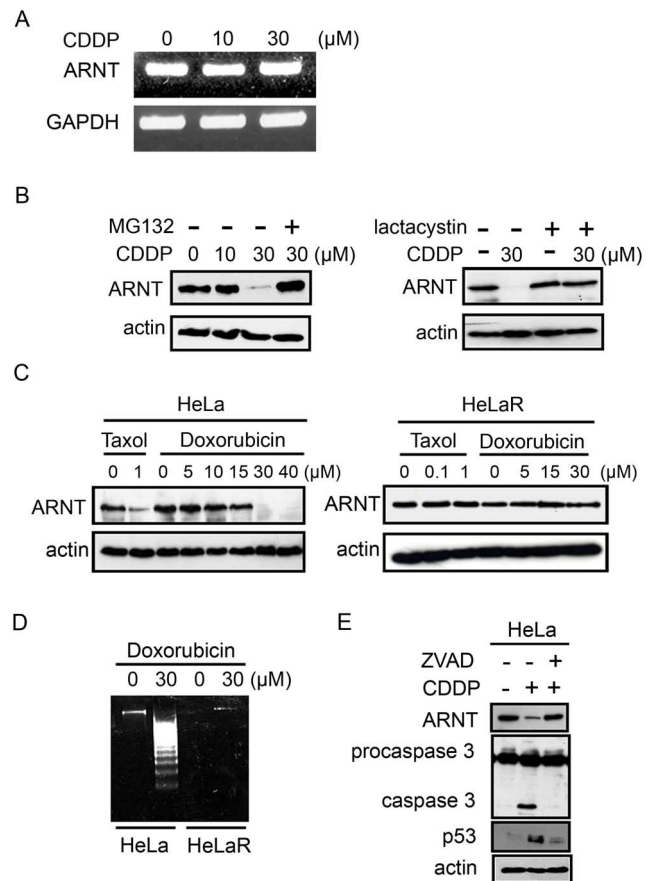 A
CDDP 0 10 30 (μM)
ARNT
GAPDH
B
MG132 - - - +
CDDP 0 10 30 30 (μM)
ARNT
actin
lactacystin - - + +
CDDP - 30 - 30 (μM)
ARNT
actin
C
HeLa
Taxol Doxorubicin
0 1 0 5 10 15 30 40 (μM)
ARNT
actin
HeLaR
Taxol Doxorubicin
0 0.1 1 0 5 15 30 (μM)
ARNT
actin
D
Doxorubicin
0 30 0 30 (μM)
HeLa HeLaR
E
HeLa
ZVAD - - +
CDDP - + +
ARNT
procaspase 3
caspase 3
p53
actin